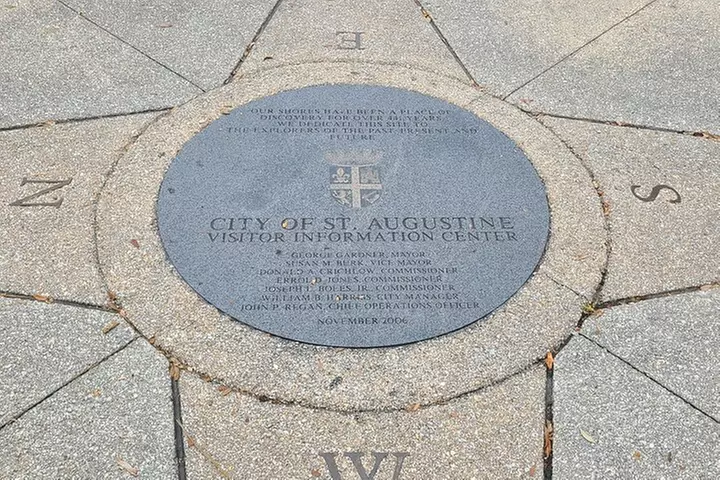 E
OUR SHORES HAVE BEEN A PLACE OF
DISCOVERY FOR OVER 441 YEARS.
WE DEDICATE THIS SITE TO
THE EXPLORERS OF THE PAST, PRESENT AND
FUTURE
N
S
CITY OF ST. AUGUSTINE
VISITOR INFORMATION CENTER
GEORGE GARDNER, MAYOR
SUSAN M. BURK, VICE MAYOR
DONALD A. CRICHLOW, COMMISSIONER
ERROL D. JONES, COMMISSIONER
JOSEPH L. BOLES, JR., COMMISSIONER
WILLIAM B. HARRISS, CITY MANAGER
JOHN P. REGAN, CHIEF OPERATIONS OFFICER
NOVEMBER 2006
W